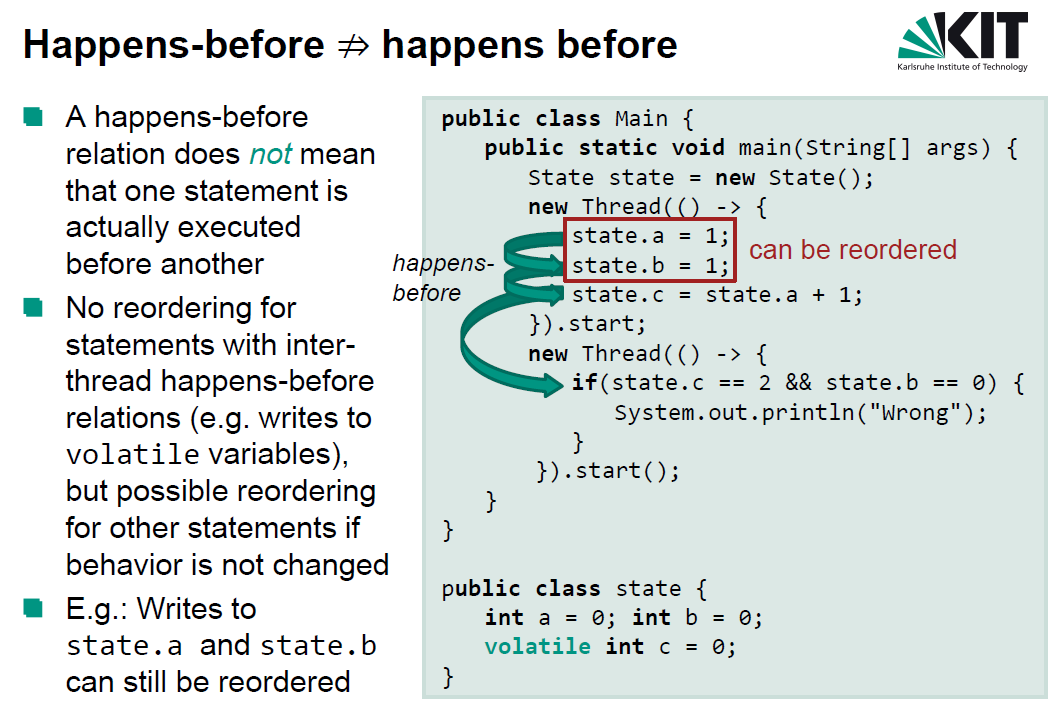 Happens-before ⇏ happens before
KIT
Karlsruhe Institute of Technology
A happens-before
relation does not mean
that one statement is
actually executed
before another
No reordering for
statements with inter-
thread happens-before
relations (e.g. writes to
volatile variables),
but possible reordering
for other statements if
behavior is not changed
E.g.: Writes to
state.a and state.b
can still be reordered
public class Main {
public static void main(String[] args) {
State state = new State();
new Thread(() -> {
state.a = 1;
state.b = 1;
can be reordered
happens-
before
state.c = state.a + 1;
}).start;
new Thread(() -> {
if(state.c == 2 && state.b == 0) {
System.out.println("Wrong");
}
}).start();
}
}
public class state {
int a = 0; int b = 0;
volatile int c = 0;
}